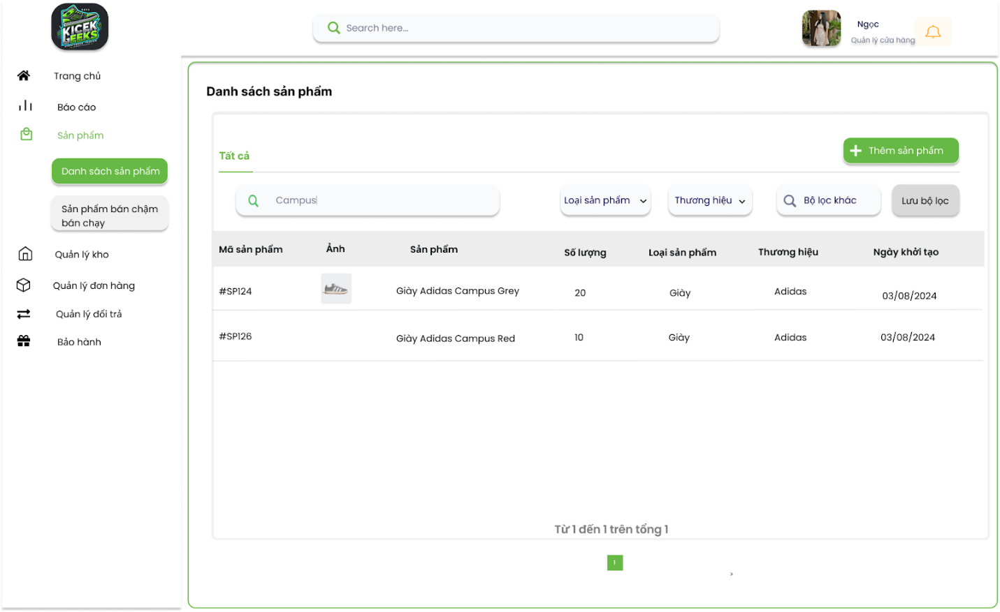 KICEK
GEEKS
Search here...
Ngọc
Quản lý cửa hàng
Trang chủ
Báo cáo
Sản phẩm
Danh sách sản phẩm
Sản phẩm bán chậm
bán chạy
Quản lý kho
Quản lý đơn hàng
Quản lý đổi trả
Bảo hành
Danh sách sản phẩm
Tất cả
Thêm sản phẩm
Campus
Loại sản phẩm
Thương hiệu
Bộ lọc khác
Lưu bộ lọc
Mã sản phẩm Ảnh Sản phẩm Số lượng Loại sản phẩm Thương hiệu Ngày khởi tạo
#SP124 Giày Adidas Campus Grey 20 Giày Adidas 03/08/2024
#SP126 Giày Adidas Campus Red 10 Giày Adidas 03/08/2024
Từ 1 đến 1 trên tổng 1
1